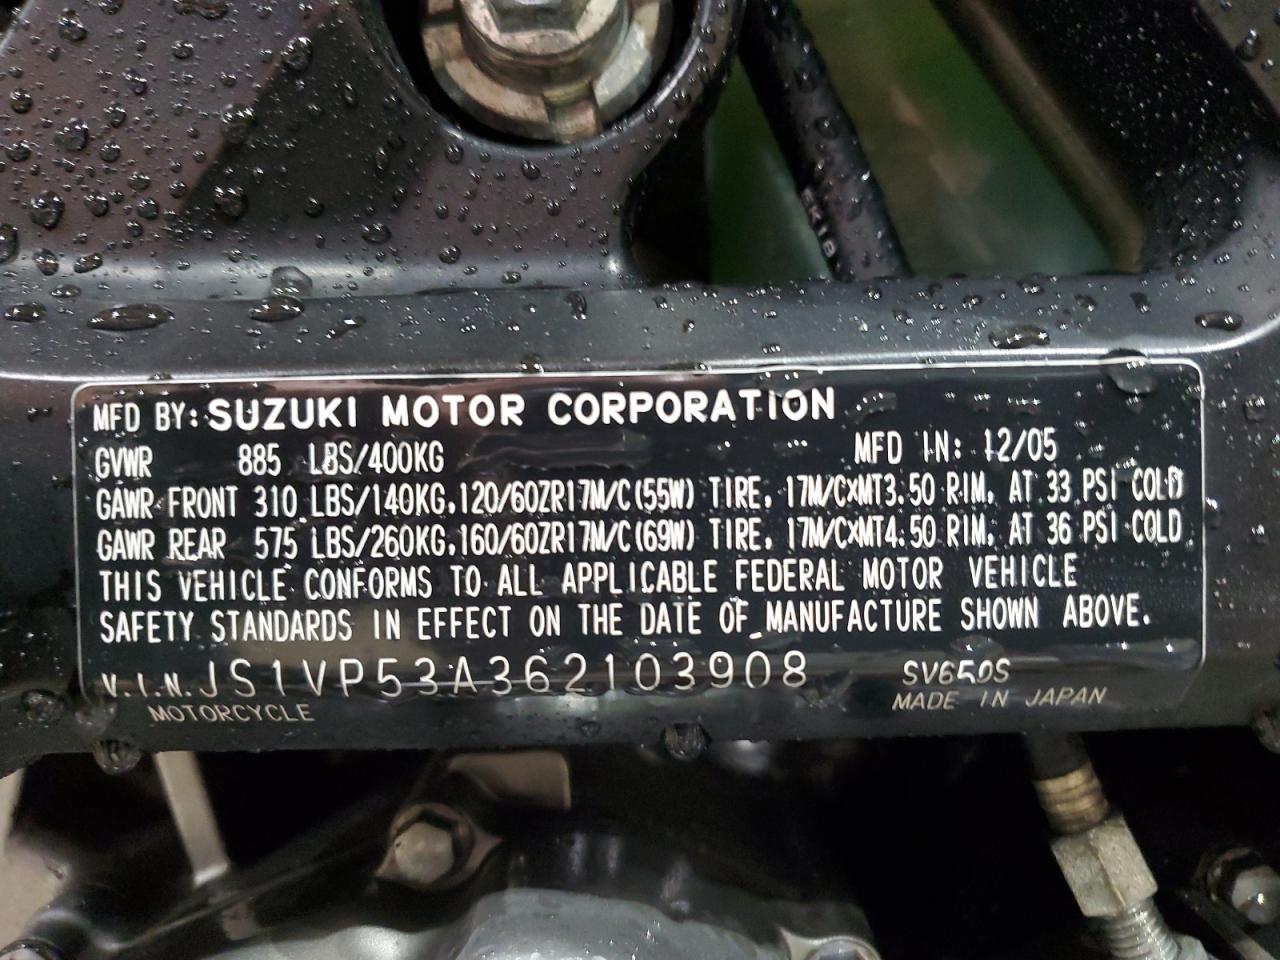 EK18
MFD BY: SUZUKI MOTOR CORPORATION
GVWR 885 LBS/400KG MFD IN: 12/05
GAWR FRONT 310 LBS/140KG,120/60ZR17M/C(55W) TIRE, 17M/CXMT3.50 RIM, AT 33 PSI COLD
GAWR REAR 575 LBS/260KG,160/60ZR17M/C(69W) TIRE, 17M/CXMT4.50 RIM, AT 36 PSI COLD
THIS VEHICLE CONFORMS TO ALL APPLICABLE FEDERAL MOTOR VEHICLE
SAFETY STANDARDS IN EFFECT ON THE DATE OF MANUFACTURE SHOWN ABOVE.
V.I.N. JS1VP53A362103908 SV650S
MOTORCYCLE MADE IN JAPAN